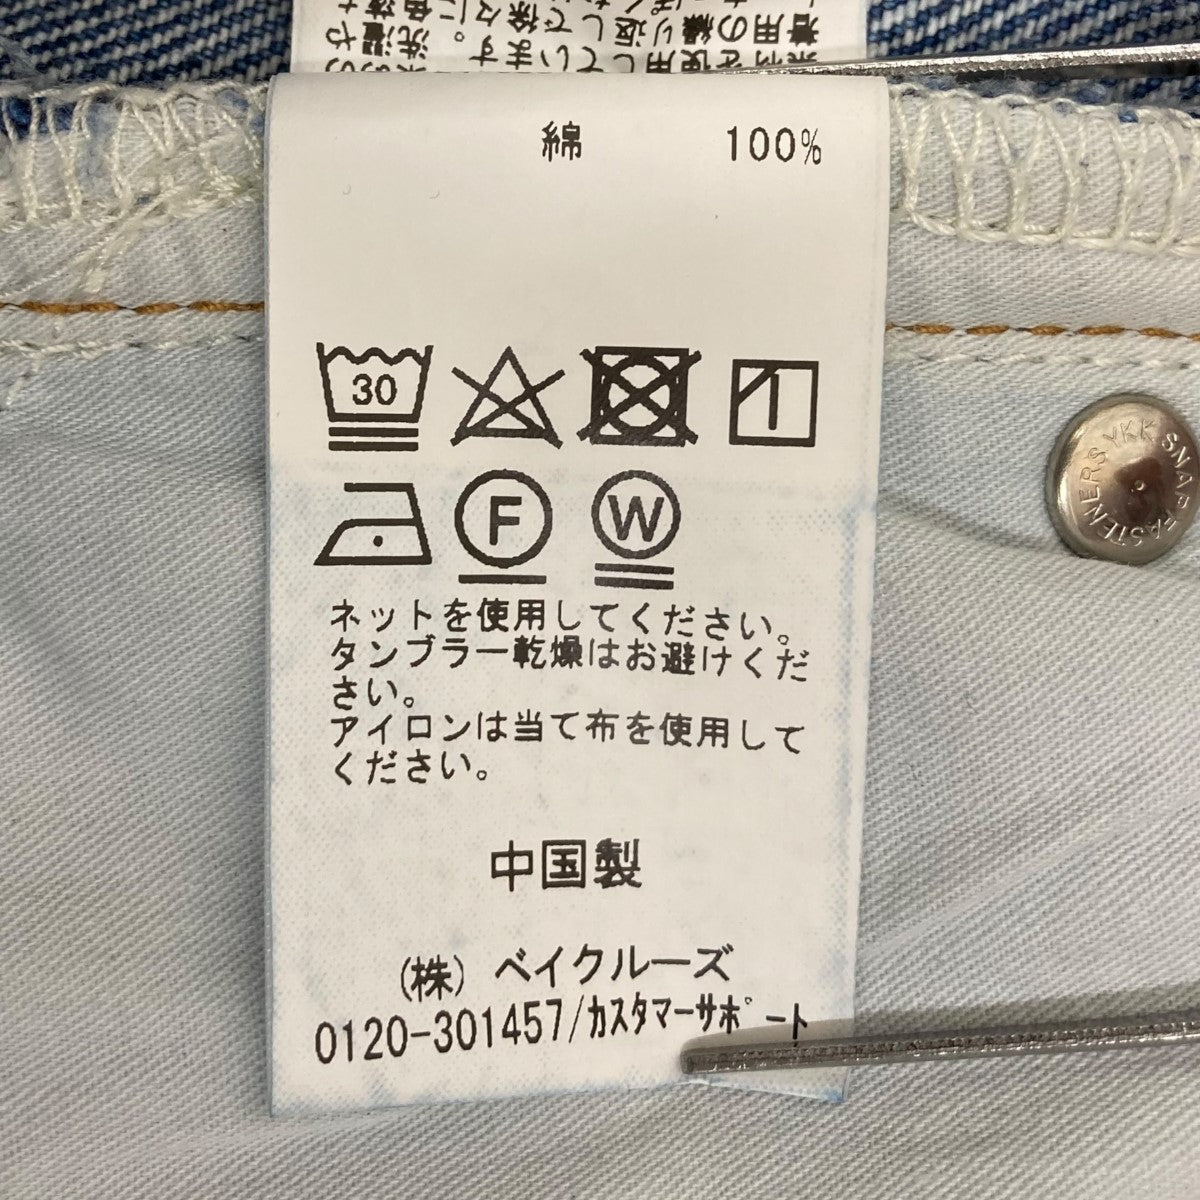 綿 100%
30
F W
ネットを使用してください。
タンブラー乾燥はお避けくだ
さい。
アイロンは当て布を使用して
ください。
中国製
(株) ベイクルーズ
0120-301457/カスタマーサポート
YKK SNAP FASTENERS